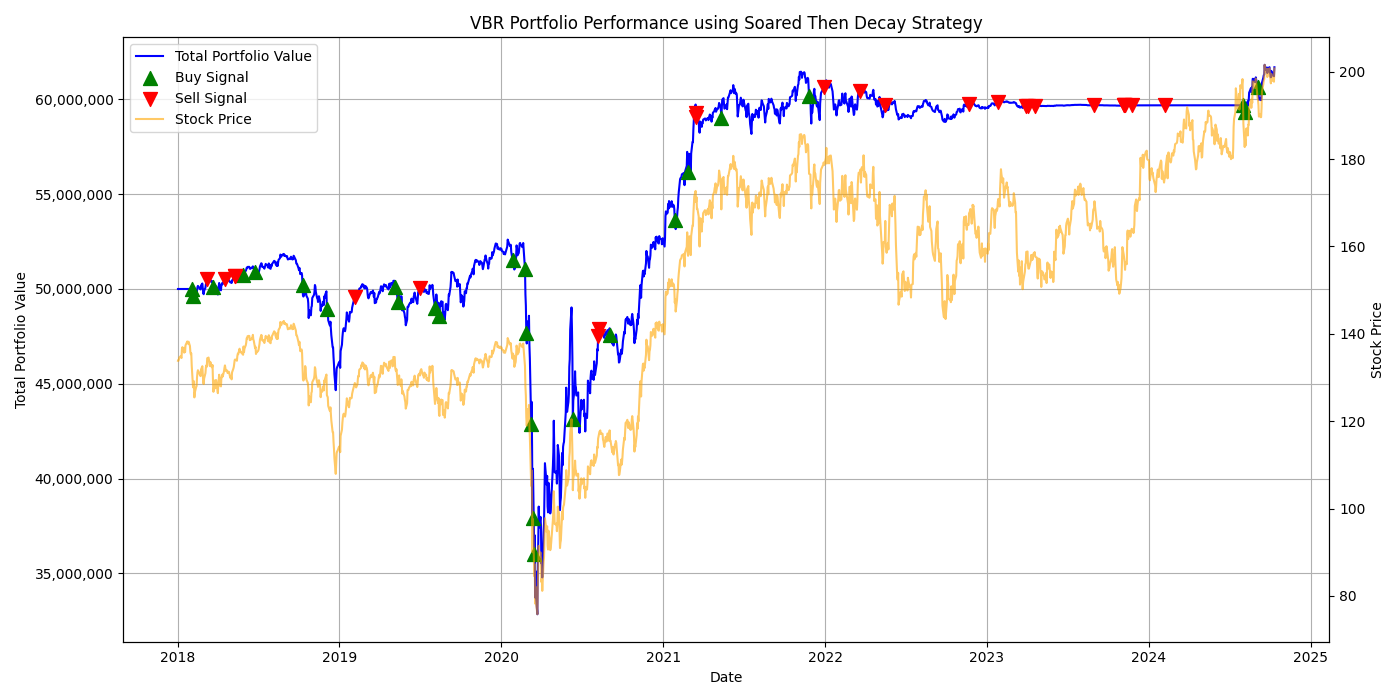 VBR Portfolio Performance using Soared Then Decay Strategy
Total Portfolio Value
Buy Signal
Sell Signal
Stock Price
60,000,000
55,000,000
50,000,000
45,000,000
40,000,000
35,000,000
Total Portfolio Value
200
180
160
140
120
100
80
Stock Price
2018
2019
2020
2021
2022
2023
2024
2025
Date